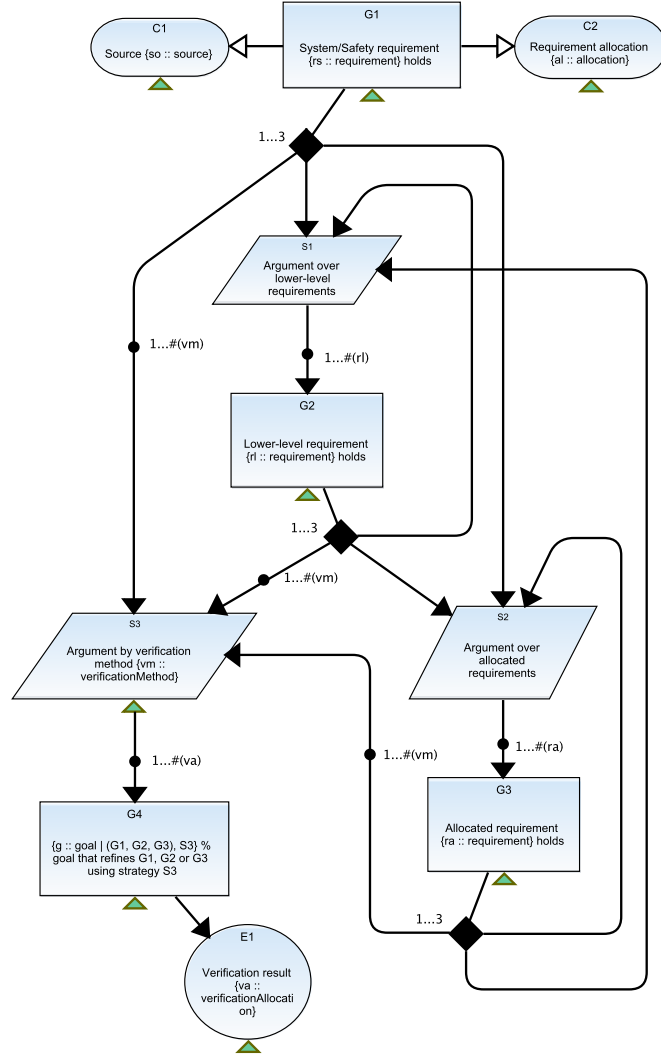 C1
Source {so :: source}
G1
System/Safety requirement
{rs :: requirement} holds
C2
Requirement allocation
{al :: allocation}
1...3
S1
Argument over
lower-level
requirements
1...#(vm)
1...#(rl)
G2
Lower-level requirement
{rl :: requirement} holds
1...3
1...#(vm)
S3
Argument by verification
method {vm ::
verificationMethod}
S2
Argument over
allocated
requirements
1...#(va)
1...#(vm)
1...#(ra)
G4
{g :: goal | (G1, G2, G3), S3} %
goal that refines G1, G2 or G3
using strategy S3
G3
Allocated requirement
{ra :: requirement} holds
1...3
E1
Verification result
{va ::
verificationAllocati
on}